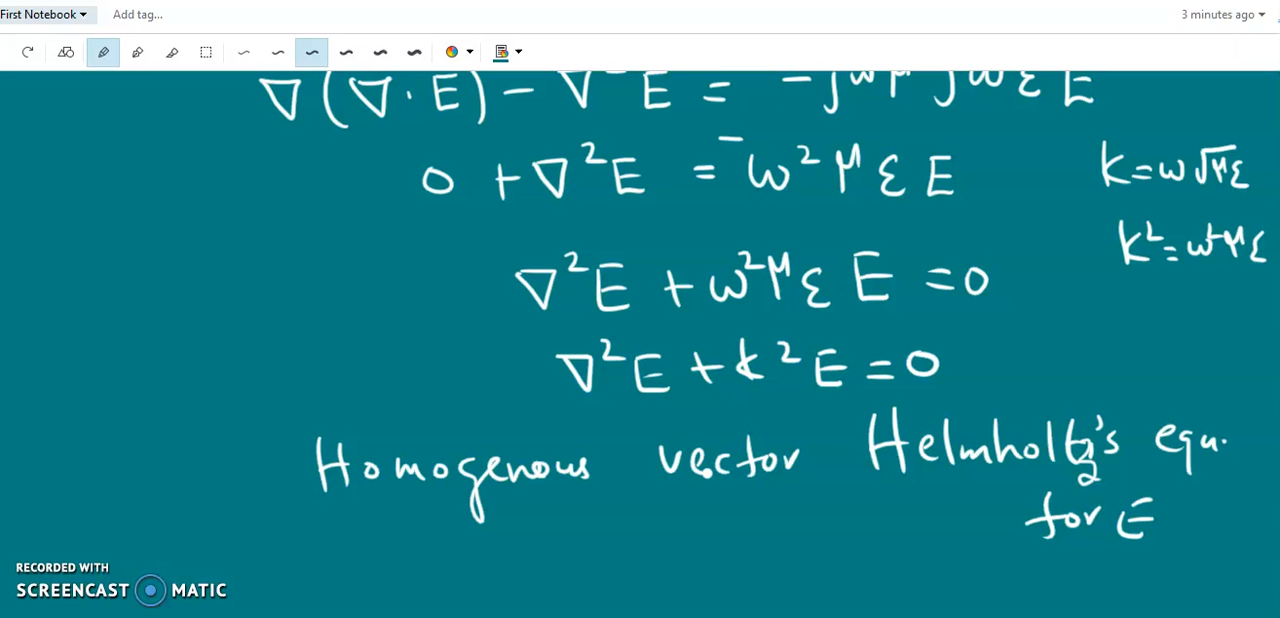 First Notebook Add tag... 3 minutes ago
∇(∇·E) − ∇²E = −jωμ jωε E
0 + ∇²E = −ω²με E k = ω√με
k² = ω²με
∇²E + ω²με E = 0
∇²E + k²E = 0
Homogenous vector Helmholtz's equ.
for E
RECORDED WITH
SCREENCAST MATIC